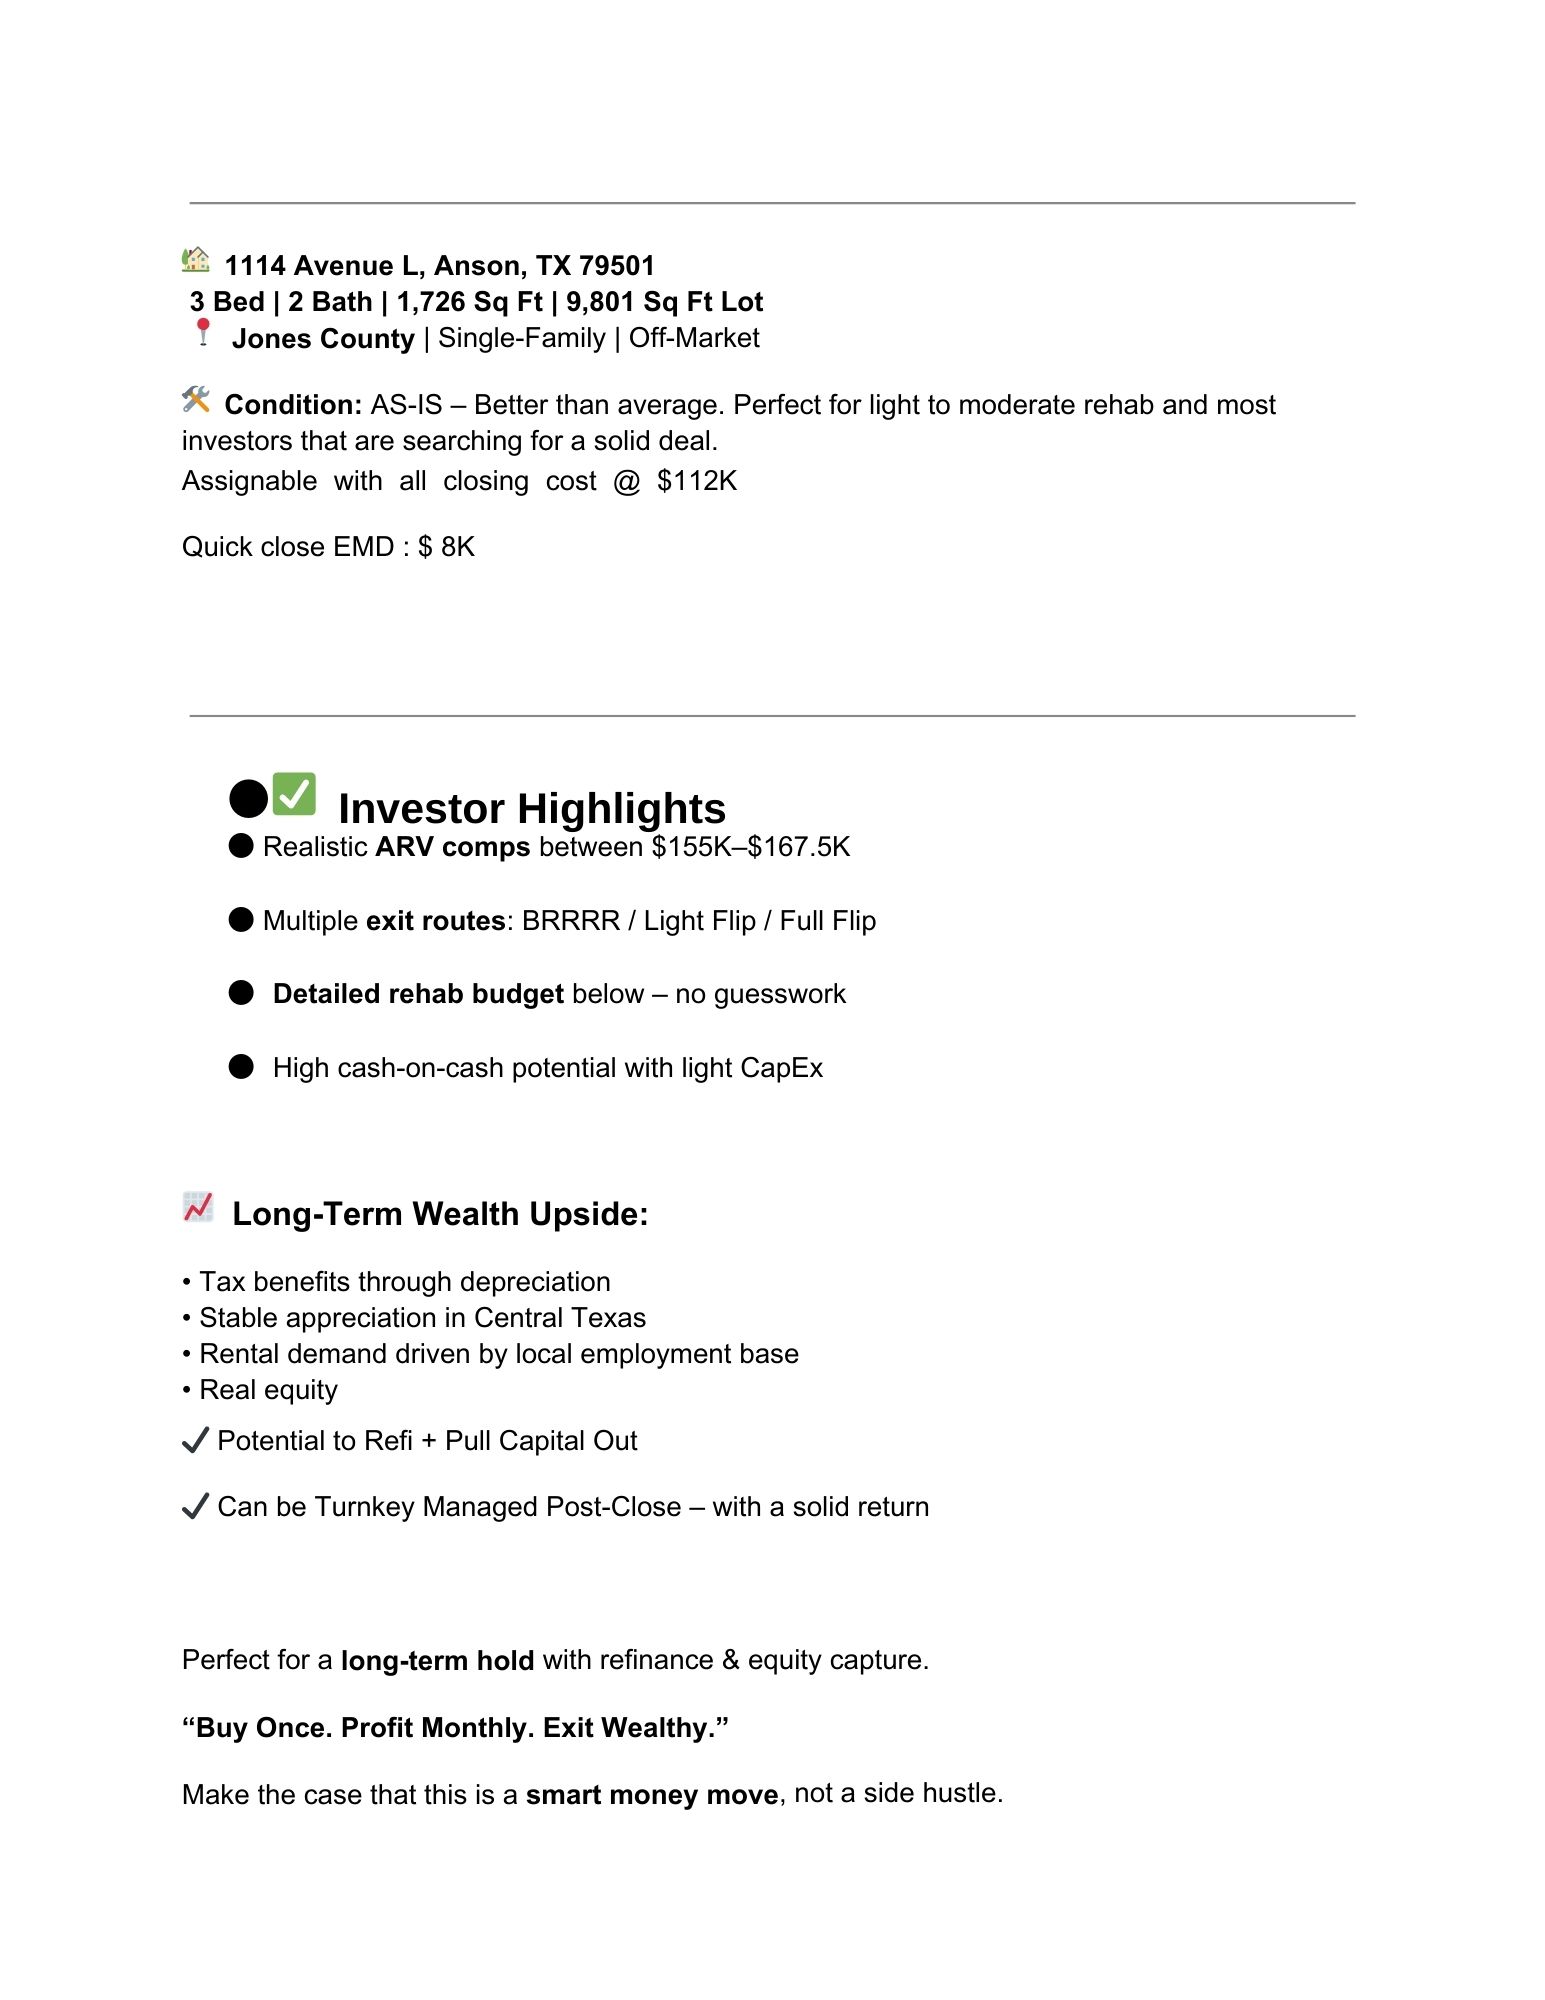 1114 Avenue L, Anson, TX 79501
3 Bed | 2 Bath | 1,726 Sq Ft | 9,801 Sq Ft Lot
Jones County | Single-Family | Off-Market
Condition: AS-IS – Better than average. Perfect for light to moderate rehab and most
investors that are searching for a solid deal.
Assignable with all closing cost @ $112K
Quick close EMD : $ 8K
● ✅ Investor Highlights
● Realistic ARV comps between $155K–$167.5K
● Multiple exit routes: BRRRR / Light Flip / Full Flip
● Detailed rehab budget below – no guesswork
● High cash-on-cash potential with light CapEx
Long-Term Wealth Upside:
• Tax benefits through depreciation
• Stable appreciation in Central Texas
• Rental demand driven by local employment base
• Real equity
✓ Potential to Refi + Pull Capital Out
✓ Can be Turnkey Managed Post-Close – with a solid return
Perfect for a long-term hold with refinance & equity capture.
“Buy Once. Profit Monthly. Exit Wealthy.”
Make the case that this is a smart money move, not a side hustle.